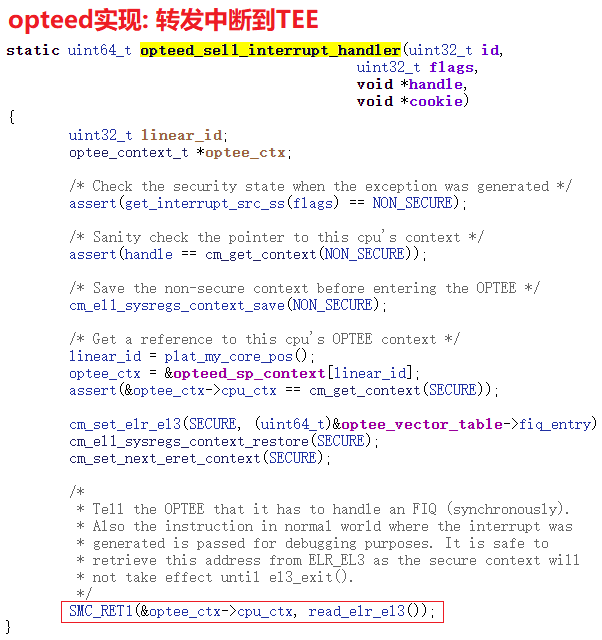 opteed实现: 转发中断到TEE
static uint64_t opteed_sel1_interrupt_handler(uint32_t id,
uint32_t flags,
void *handle,
void *cookie)
{
uint32_t linear_id;
optee_context_t *optee_ctx;
/* Check the security state when the exception was generated */
assert(get_interrupt_src_ss(flags) == NON_SECURE);
/* Sanity check the pointer to this cpu's context */
assert(handle == cm_get_context(NON_SECURE));
/* Save the non-secure context before entering the OPTEE */
cm_el1_sysregs_context_save(NON_SECURE);
/* Get a reference to this cpu's OPTEE context */
linear_id = plat_my_core_pos();
optee_ctx = &opteed_sp_context[linear_id];
assert(&optee_ctx->cpu_ctx == cm_get_context(SECURE));
cm_set_elr_el3(SECURE, (uint64_t)&optee_vector_table->fiq_entry)
cm_el1_sysregs_context_restore(SECURE);
cm_set_next_eret_context(SECURE);
/*
* Tell the OPTEE that it has to handle an FIQ (synchronously).
* Also the instruction in normal world where the interrupt was
* generated is passed for debugging purposes. It is safe to
* retrieve this address from ELR_EL3 as the secure context will
* not take effect until el3_exit().
*/
SMC_RET1(&optee_ctx->cpu_ctx, read_elr_el3());
}